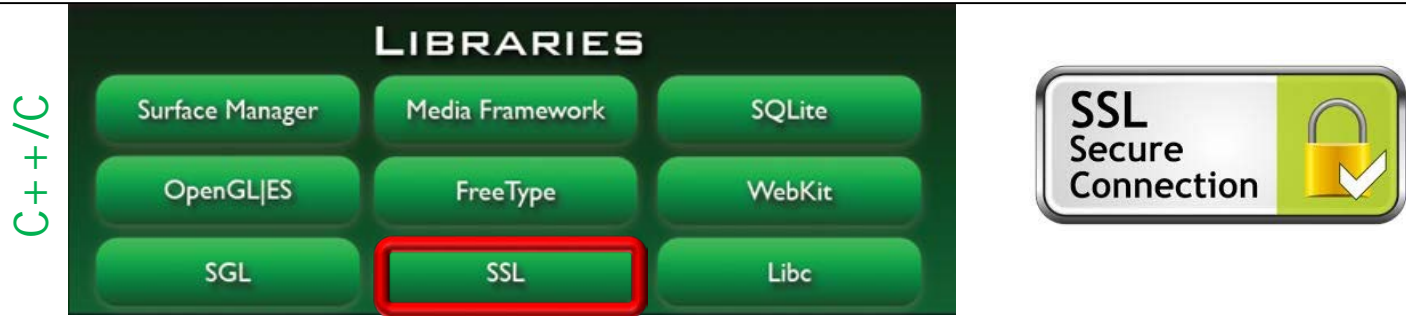 C++/C
LIBRARIES
Surface Manager
Media Framework
SQLite
OpenGL|ES
FreeType
WebKit
SGL
SSL
Libc
SSL
Secure
Connection